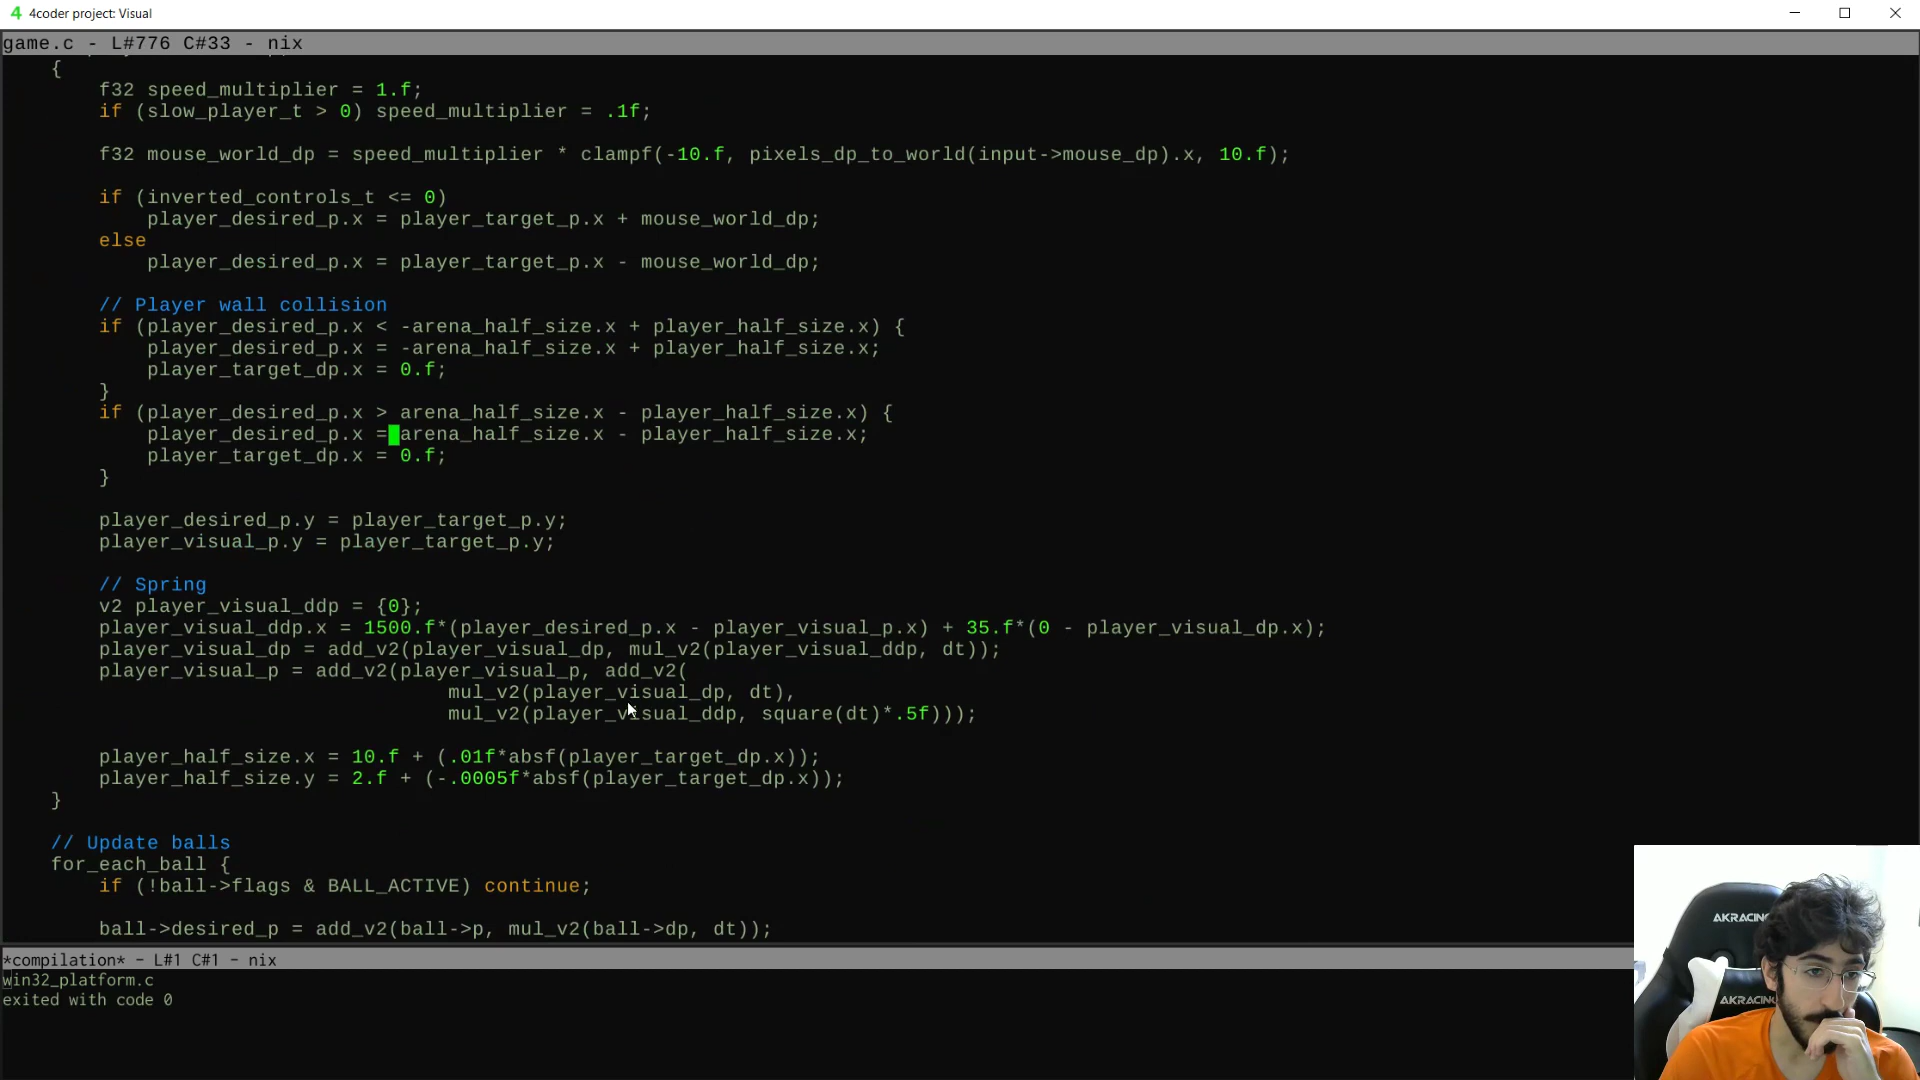 4 4coder project: Visual
game.c - L#776 C#33 - nix
{
f32 speed_multiplier = 1.f;
if (slow_player_t > 0) speed_multiplier = .1f;
f32 mouse_world_dp = speed_multiplier * clampf(-10.f, pixels_dp_to_world(input->mouse_dp).x, 10.f);
if (inverted_controls_t <= 0)
player_desired_p.x = player_target_p.x + mouse_world_dp;
else
player_desired_p.x = player_target_p.x - mouse_world_dp;
// Player wall collision
if (player_desired_p.x < -arena_half_size.x + player_half_size.x) {
player_desired_p.x = -arena_half_size.x + player_half_size.x;
player_target_dp.x = 0.f;
}
if (player_desired_p.x > arena_half_size.x - player_half_size.x) {
player_desired_p.x = arena_half_size.x - player_half_size.x;
player_target_dp.x = 0.f;
}
player_desired_p.y = player_target_p.y;
player_visual_p.y = player_target_p.y;
// Spring
v2 player_visual_ddp = {0};
player_visual_ddp.x = 1500.f*(player_desired_p.x - player_visual_p.x) + 35.f*(0 - player_visual_dp.x);
player_visual_dp = add_v2(player_visual_dp, mul_v2(player_visual_ddp, dt));
player_visual_p = add_v2(player_visual_p, add_v2(
mul_v2(player_visual_dp, dt),
mul_v2(player_visual_ddp, square(dt)*.5f)));
player_half_size.x = 10.f + (.01f*absf(player_target_dp.x));
player_half_size.y = 2.f + (-.0005f*absf(player_target_dp.x));
}
// Update balls
for_each_ball {
if (!ball->flags & BALL_ACTIVE) continue;
ball->desired_p = add_v2(ball->p, mul_v2(ball->dp, dt));
*compilation* - L#1 C#1 - nix
win32_platform.c
exited with code 0
AKRACING
AKRACING